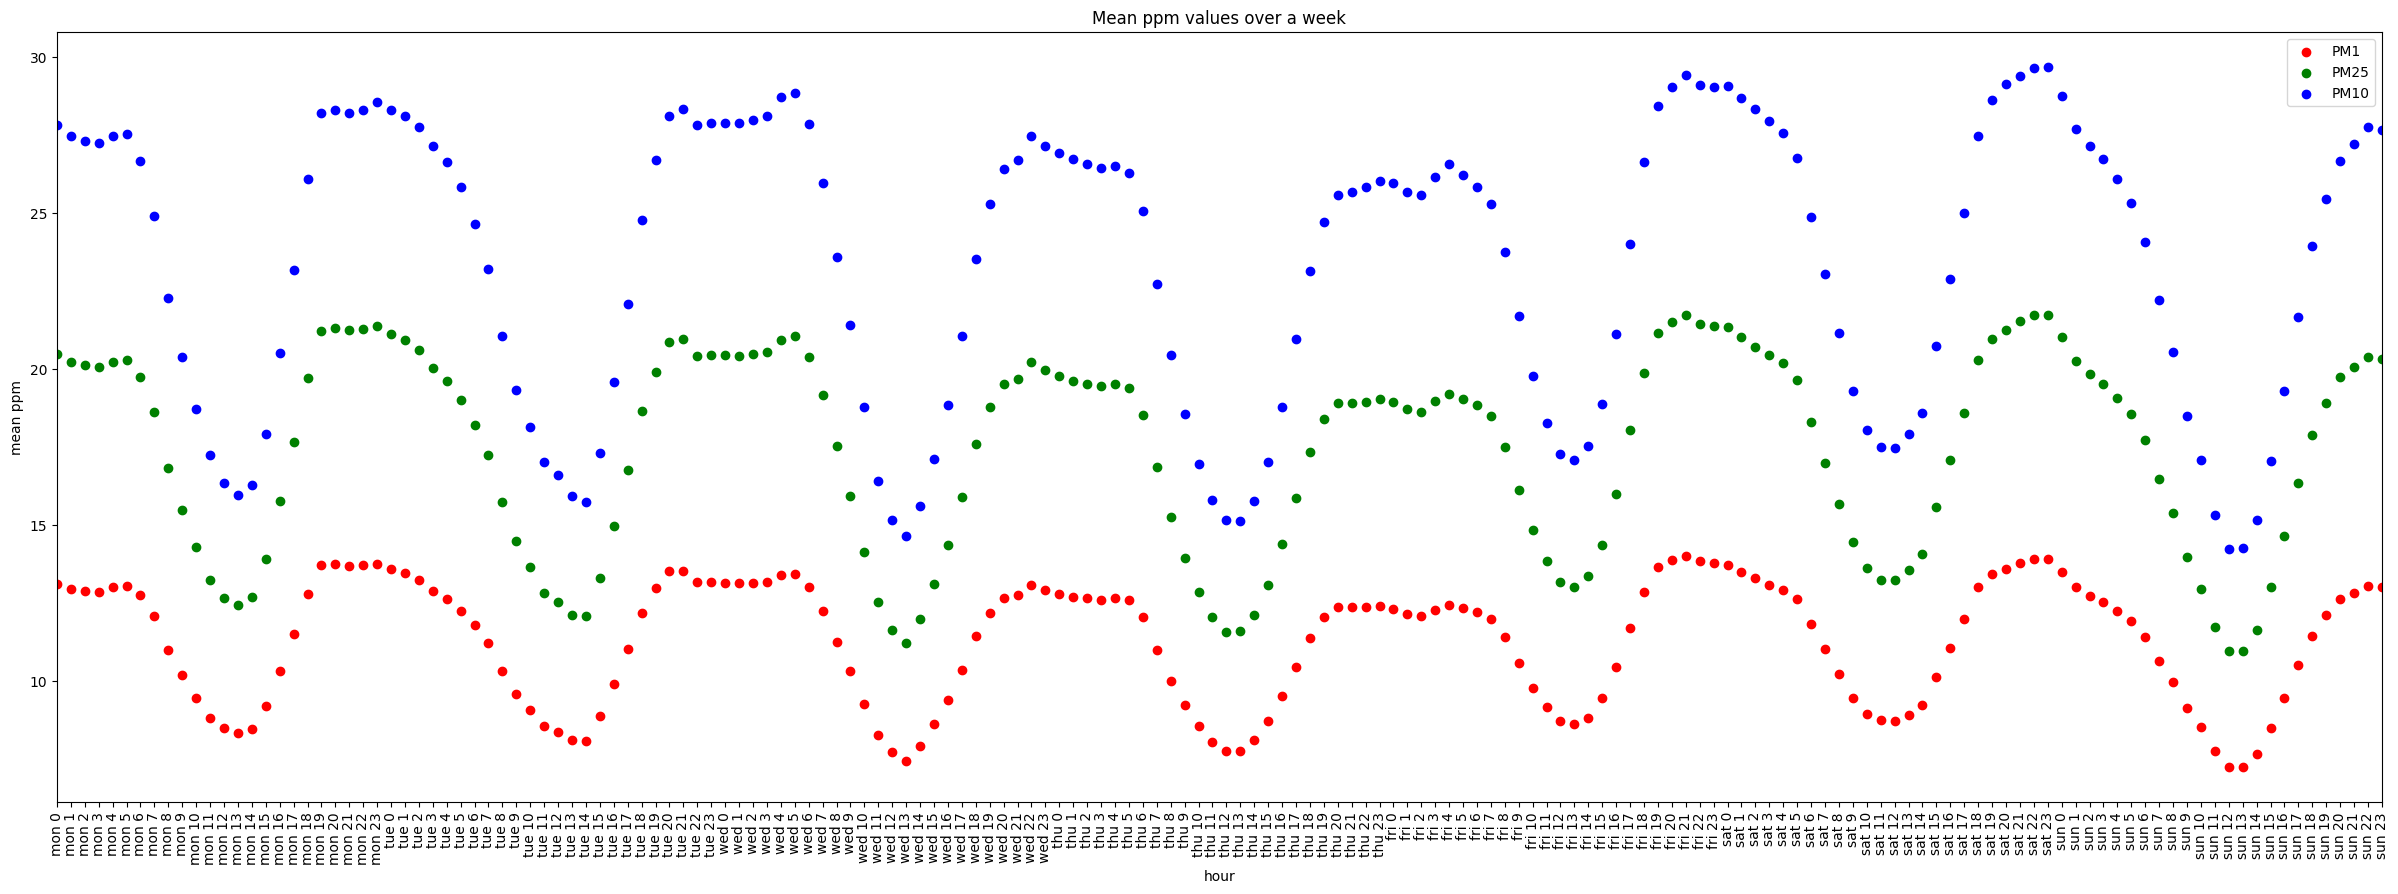 Mean ppm values over a week
PM1
PM25
PM10
mean ppm
30
25
20
15
10
mon 0
mon 1
mon 2
mon 3
mon 4
mon 5
mon 6
mon 7
mon 8
mon 9
mon 10
mon 11
mon 12
mon 13
mon 14
mon 15
mon 16
mon 17
mon 18
mon 19
mon 20
mon 21
mon 22
mon 23
tue 0
tue 1
tue 2
tue 3
tue 4
tue 5
tue 6
tue 7
tue 8
tue 9
tue 10
tue 11
tue 12
tue 13
tue 14
tue 15
tue 16
tue 17
tue 18
tue 19
tue 20
tue 21
tue 22
tue 23
wed 0
wed 1
wed 2
wed 3
wed 4
wed 5
wed 6
wed 7
wed 8
wed 9
wed 10
wed 11
wed 12
wed 13
wed 14
wed 15
wed 16
wed 17
wed 18
wed 19
wed 20
wed 21
wed 22
wed 23
thu 0
thu 1
thu 2
thu 3
thu 4
thu 5
thu 6
thu 7
thu 8
thu 9
thu 10
thu 11
thu 12
thu 13
thu 14
thu 15
thu 16
thu 17
thu 18
thu 19
thu 20
thu 21
thu 22
thu 23
fri 0
fri 1
fri 2
fri 3
fri 4
fri 5
fri 6
fri 7
fri 8
fri 9
fri 10
fri 11
fri 12
fri 13
fri 14
fri 15
fri 16
fri 17
fri 18
fri 19
fri 20
fri 21
fri 22
fri 23
sat 0
sat 1
sat 2
sat 3
sat 4
sat 5
sat 6
sat 7
sat 8
sat 9
sat 10
sat 11
sat 12
sat 13
sat 14
sat 15
sat 16
sat 17
sat 18
sat 19
sat 20
sat 21
sat 22
sat 23
sun 0
sun 1
sun 2
sun 3
sun 4
sun 5
sun 6
sun 7
sun 8
sun 9
sun 10
sun 11
sun 12
sun 13
sun 14
sun 15
sun 16
sun 17
sun 18
sun 19
sun 20
sun 21
sun 22
sun 23
hour